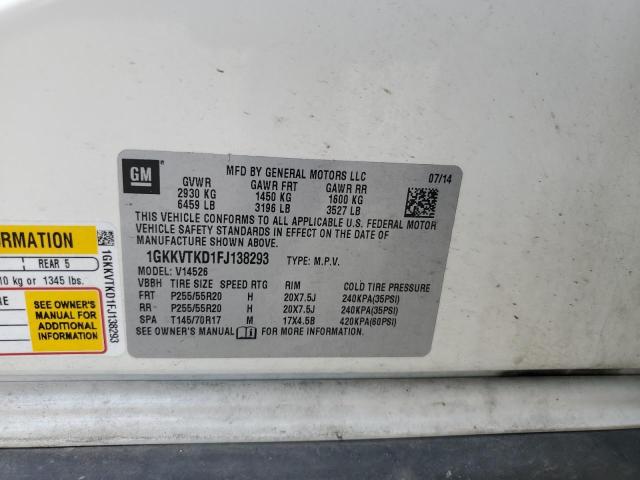 GM
MFD BY GENERAL MOTORS LLC
07/14
GVWR GAWR FRT GAWR RR
2930 KG 1450 KG 1600 KG
6459 LB 3196 LB 3527 LB
THIS VEHICLE CONFORMS TO ALL APPLICABLE U.S. FEDERAL MOTOR
VEHICLE SAFETY STANDARDS IN EFFECT ON THE DATE OF
MANUFACTURE SHOWN ABOVE.
1GKKVTKD1FJ138293 TYPE: M.P.V.
MODEL: V14526
VBBH TIRE SIZE SPEED RTG RIM COLD TIRE PRESSURE
FRT P255/55R20 H 20X7.5J 240KPA(35PSI)
RR P255/55R20 H 20X7.5J 240KPA(35PSI)
SPA T145/70R17 M 17X4.5B 420KPA(60PSI)
SEE OWNER'S MANUAL FOR MORE INFORMATION.
ORMATION
REAR 5
10 kg or 1345 lbs.
RE
SEE OWNER'S
MANUAL FOR
ADDITIONAL
INFORMATION
1GKKVTKD1FJ138293